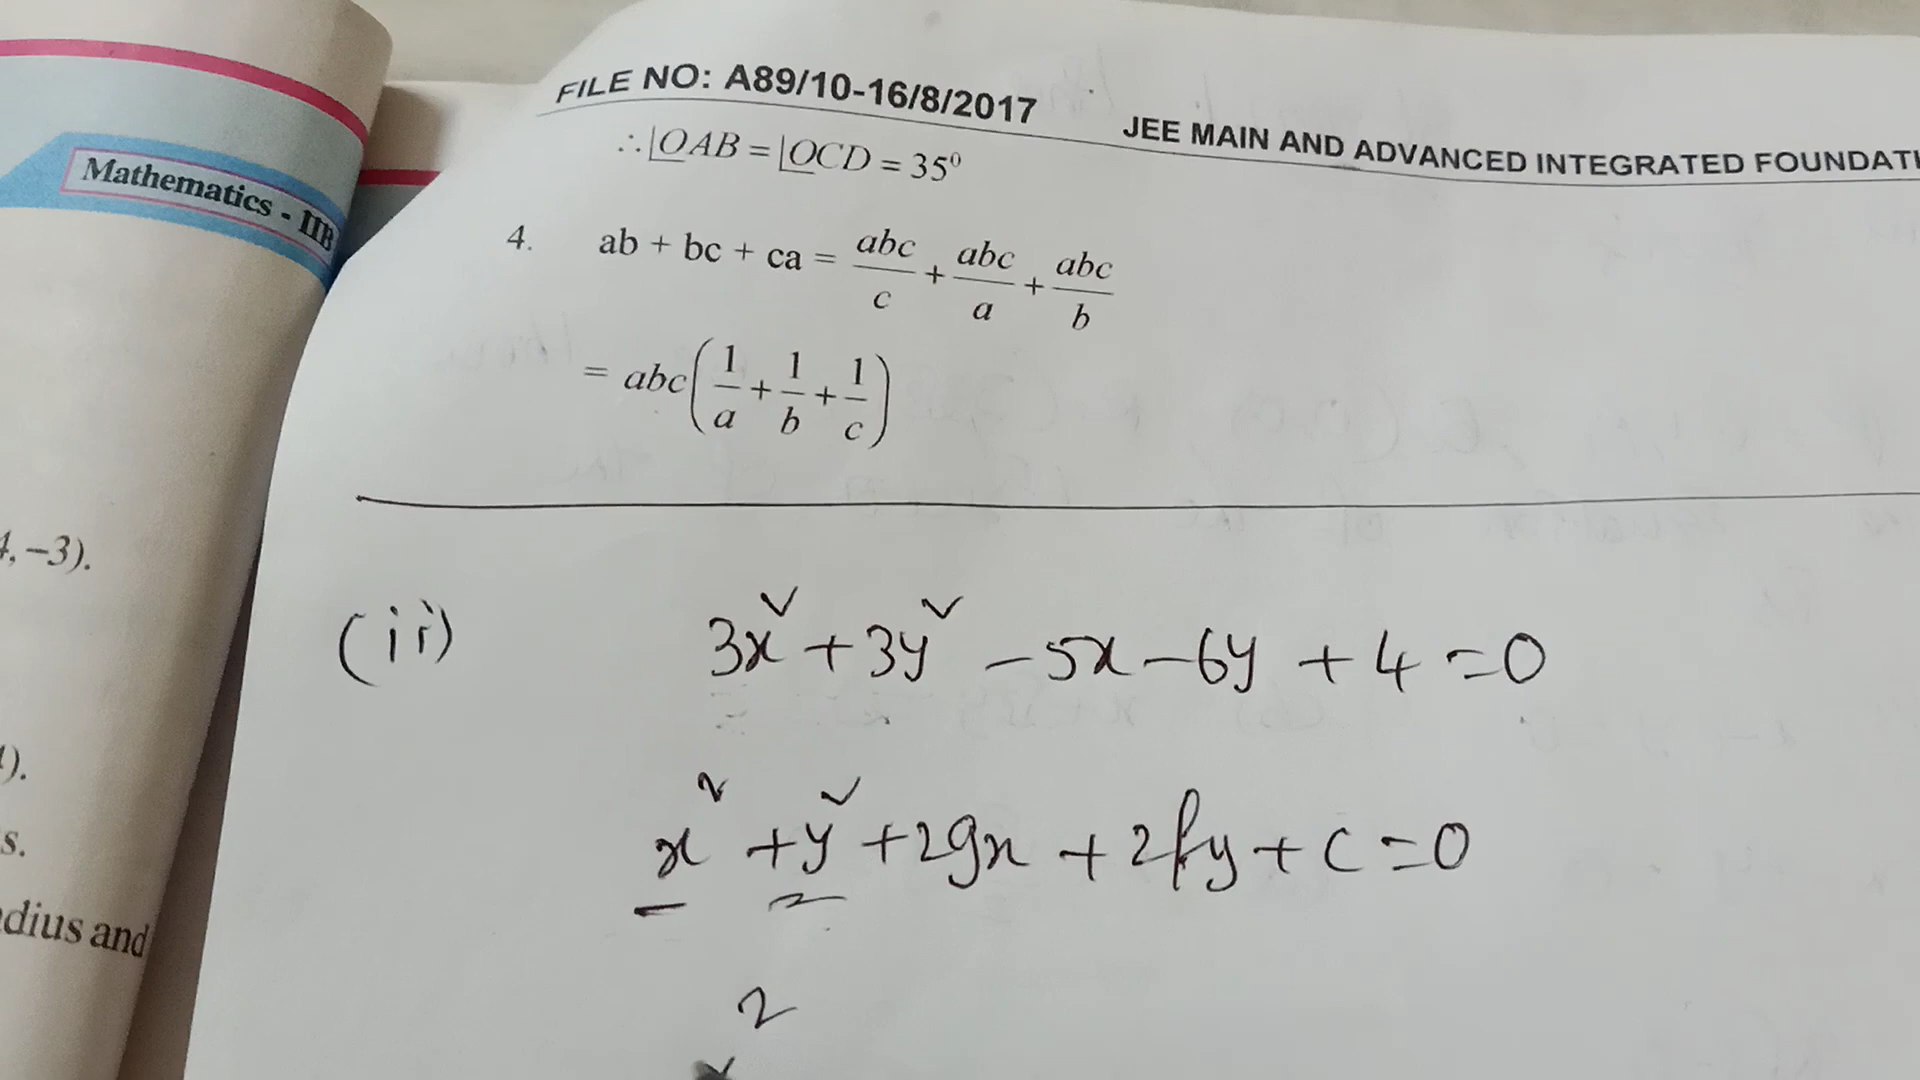 Mathematics - IIB
4, -3).
).
s.
dius and
FILE NO: A89/10-16/8/2017
JEE MAIN AND ADVANCED INTEGRATED FOUNDATI
∴ ∠OAB = ∠OCD = 35⁰
4. ab + bc + ca = abc/c + abc/a + abc/b
= abc(1/a + 1/b + 1/c)
(ii) 3x² + 3y² - 5x - 6y + 4 = 0
x² + y² + 2gx + 2fy + c = 0
2